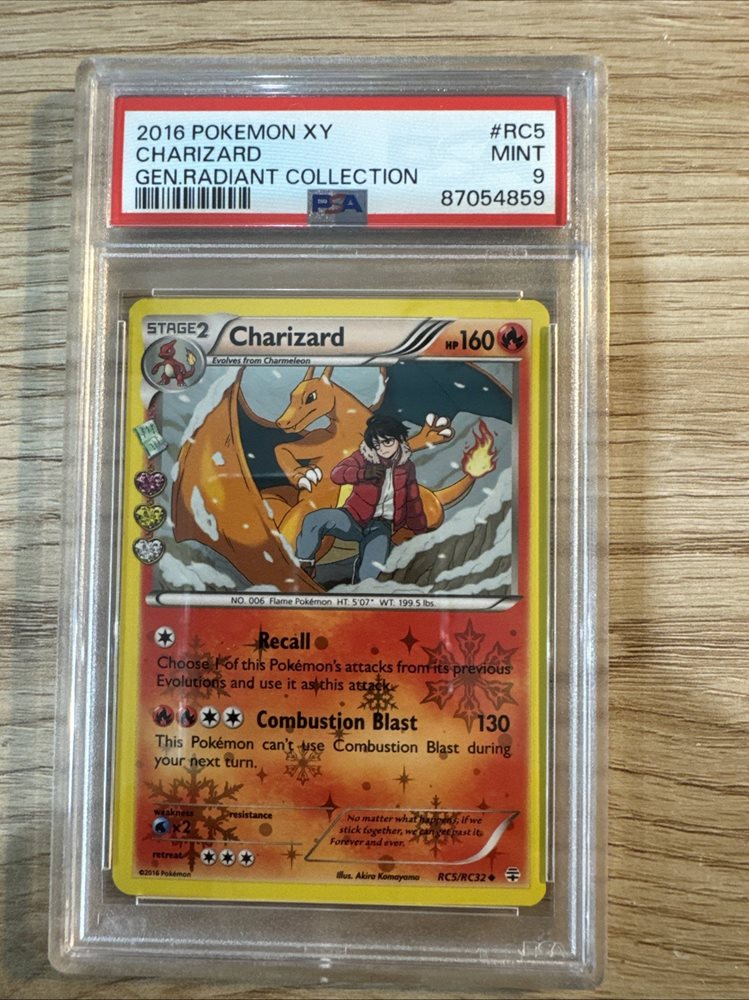 2016 POKEMON XY #RC5
CHARIZARD MINT
GEN.RADIANT COLLECTION 9
PSA 87054859
STAGE2 Charizard HP160
Evolves from Charmeleon
NO. 006 Flame Pokémon HT. 5'07" WT. 199.5 lbs.
Recall
Choose 1 of this Pokémon's attacks from its previous
Evolutions and use it as this attack.
Combustion Blast 130
This Pokémon can't use Combustion Blast during
your next turn.
weakness resistance
×2
retreat
No matter what happens, if we
stick together, we can get past it.
Forever and ever.
©2016 Pokémon Illus. Akira Komayama RC5/RC32
PSA